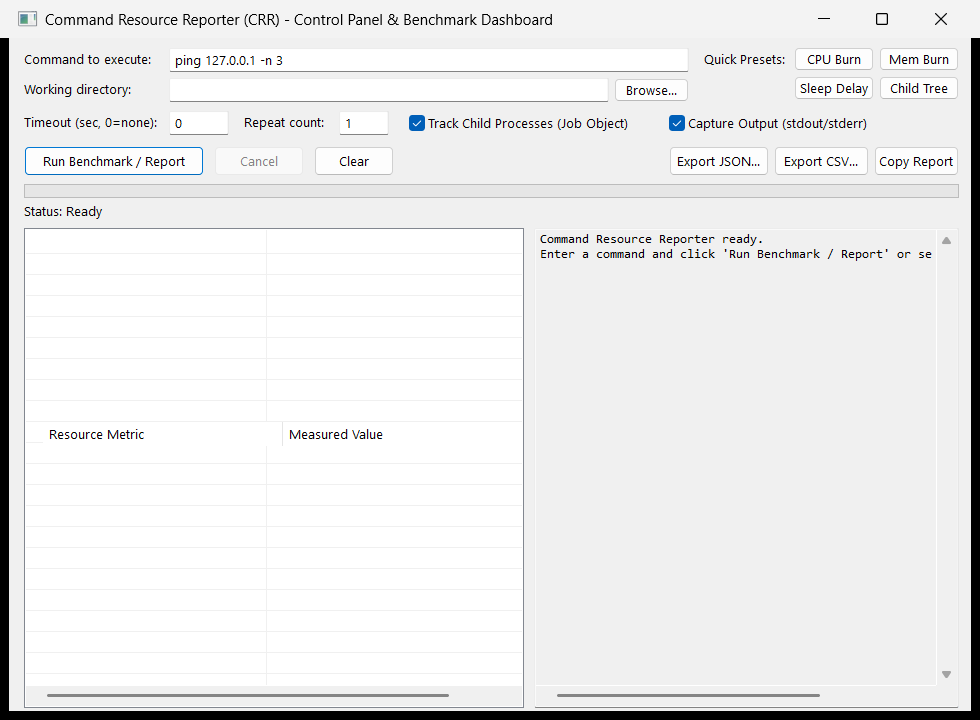 Command Resource Reporter (CRR) - Control Panel & Benchmark Dashboard
Command to execute: ping 127.0.0.1 -n 3 Quick Presets: CPU Burn Mem Burn
Working directory: Browse... Sleep Delay Child Tree
Timeout (sec, 0=none): 0 Repeat count: 1 Track Child Processes (Job Object) Capture Output (stdout/stderr)
Run Benchmark / Report Cancel Clear Export JSON... Export CSV... Copy Report
Status: Ready
Command Resource Reporter ready.
Enter a command and click 'Run Benchmark / Report' or se
Resource Metric Measured Value